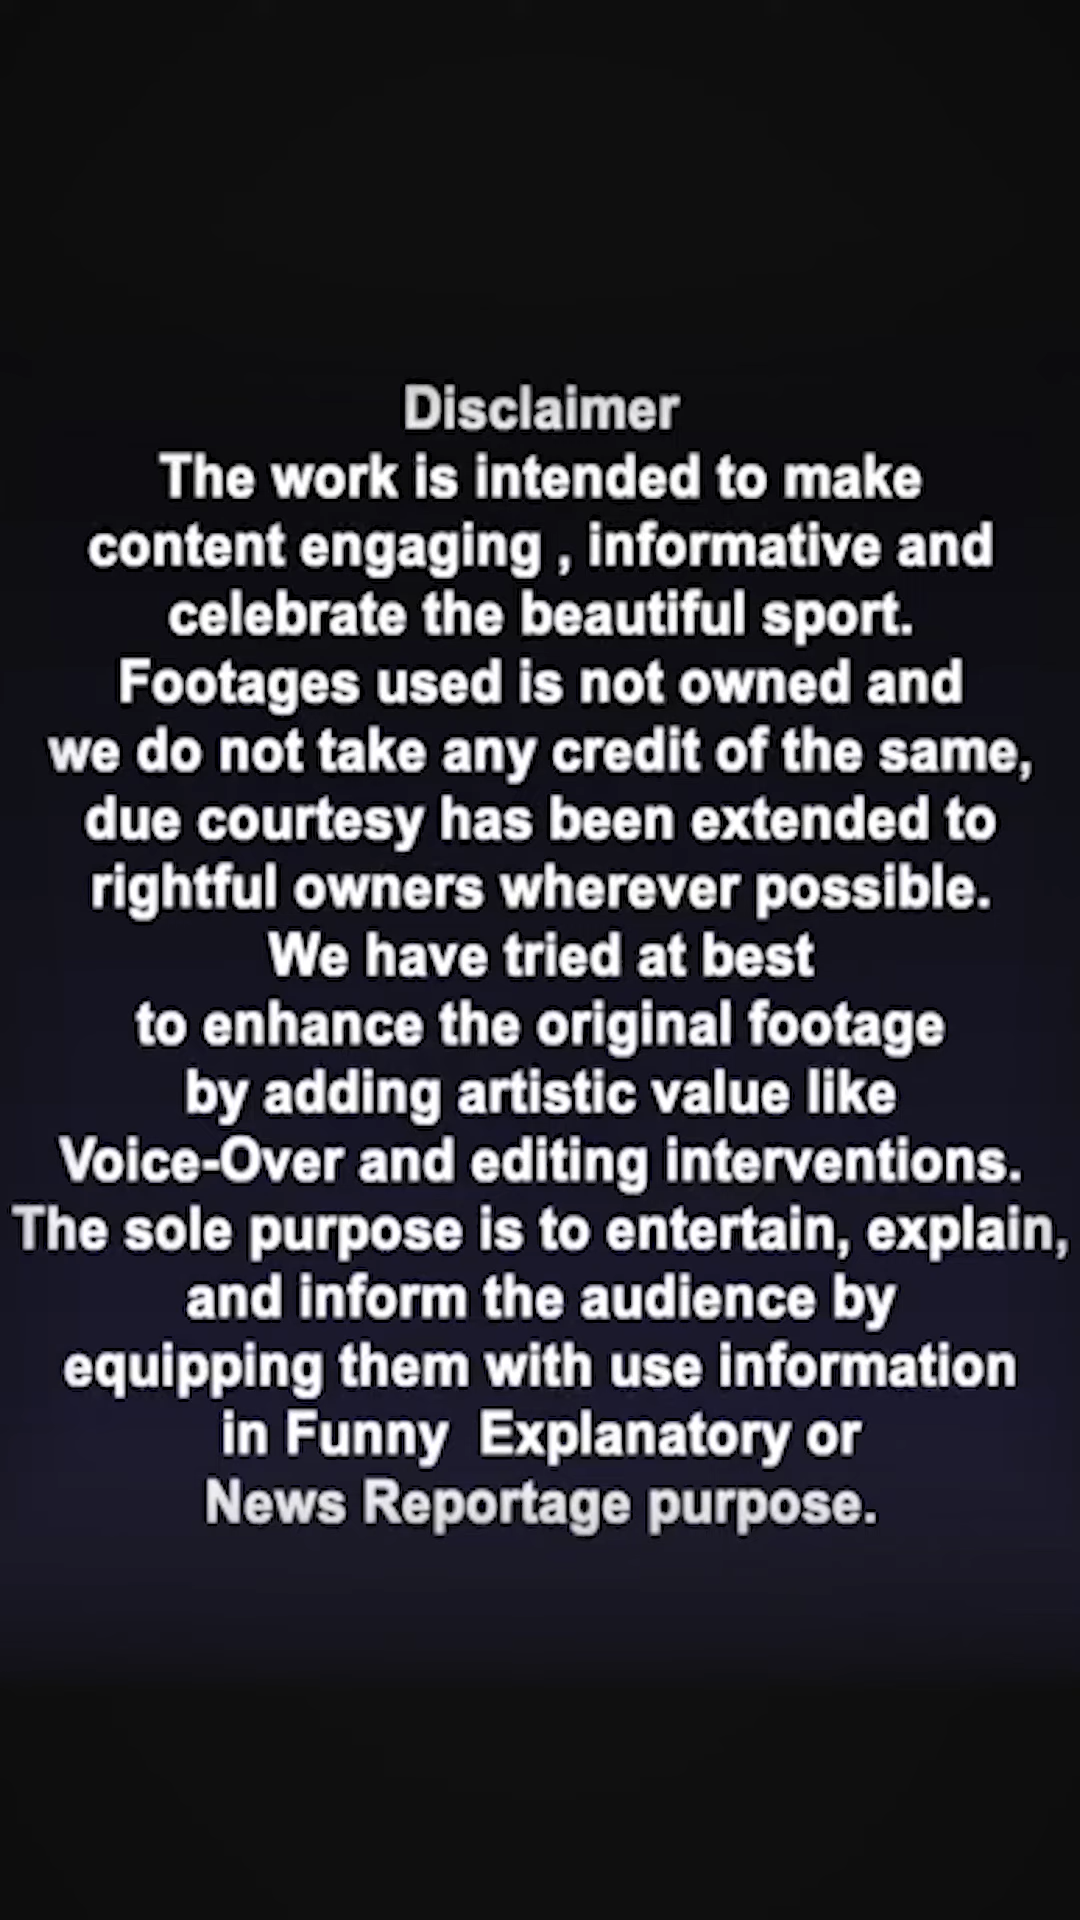 Disclaimer
The work is intended to make
content engaging , informative and
celebrate the beautiful sport.
Footages used is not owned and
we do not take any credit of the same,
due courtesy has been extended to
rightful owners wherever possible.
We have tried at best
to enhance the original footage
by adding artistic value like
Voice-Over and editing interventions.
The sole purpose is to entertain, explain,
and inform the audience by
equipping them with use information
in Funny  Explanatory or
News Reportage purpose.